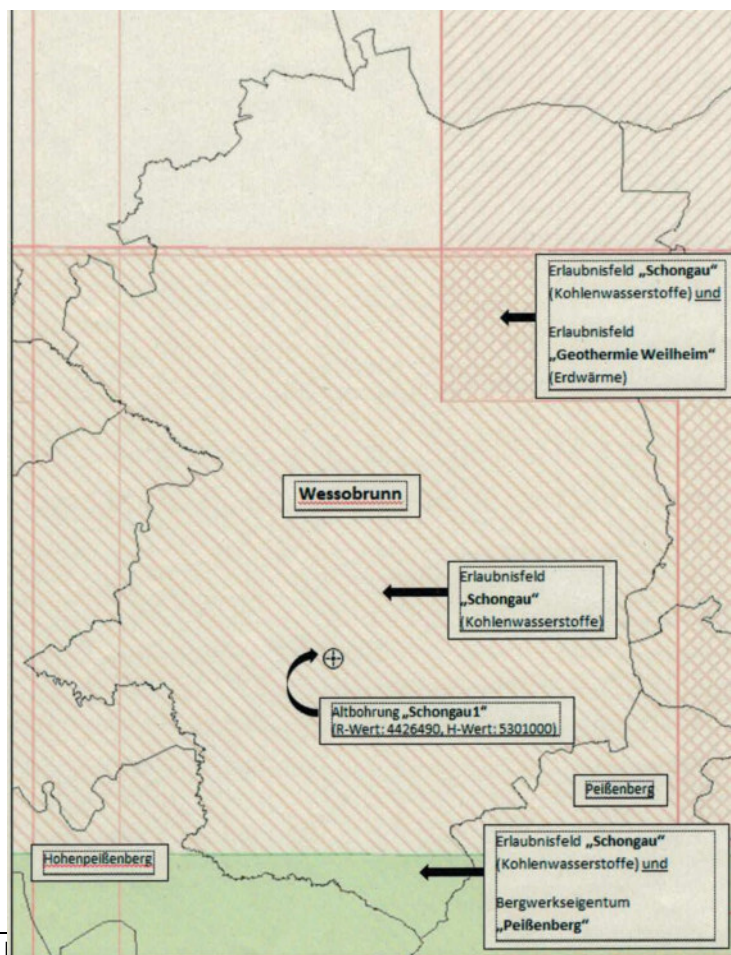 Erlaubnisfeld „Schongau“
(Kohlenwasserstoffe) und
Erlaubnisfeld
„Geothermie Weilheim“
(Erdwärme)
Wessobrunn
Erlaubnisfeld
„Schongau“
(Kohlenwasserstoffe)
Altbohrung „Schongau1“
(R-Wert: 4426490, H-Wert: 5301000)
Peißenberg
Hohenpeißenberg
Erlaubnisfeld „Schongau“
(Kohlenwasserstoffe) und
Bergwerkseigentum
„Peißenberg“